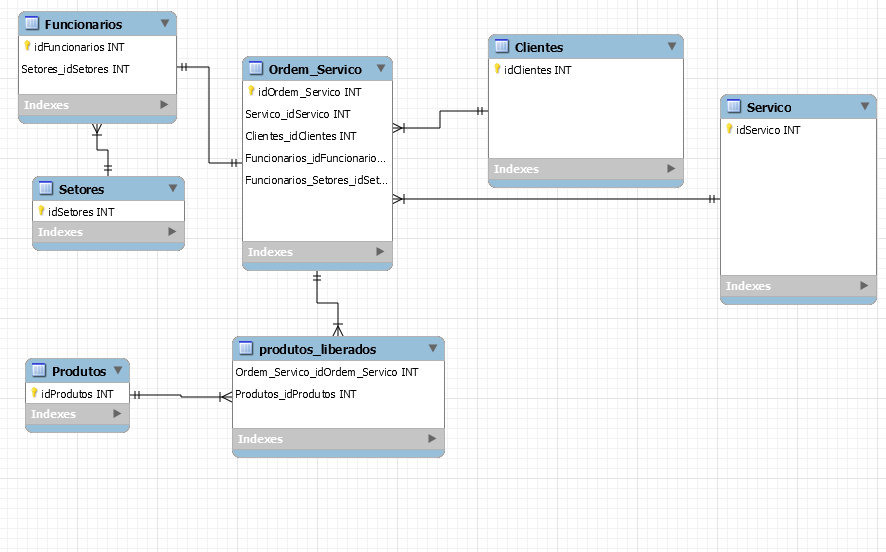 Funcionarios
idFuncionarios INT
Setores_idSetores INT
Indexes
Setores
idSetores INT
Indexes
Ordem_Servico
idOrdem_Servico INT
Servico_idServico INT
Clientes_idClientes INT
Funcionarios_idFuncionario...
Funcionarios_Setores_idSet...
Indexes
Clientes
idClientes INT
Indexes
Servico
idServico INT
Indexes
Produtos
idProdutos INT
Indexes
produtos_liberados
Ordem_Servico_idOrdem_Servico INT
Produtos_idProdutos INT
Indexes